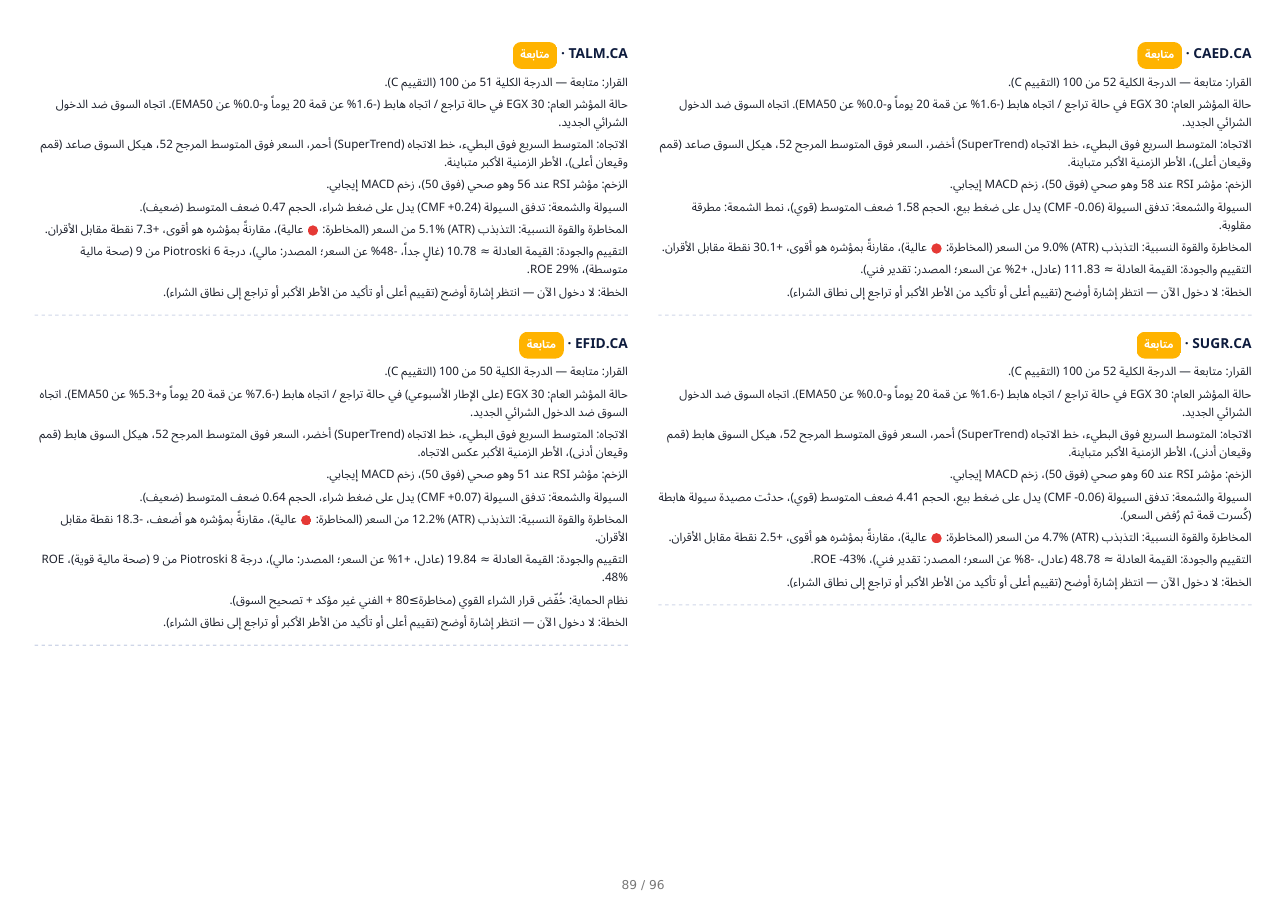 CAED.CA · متابعة
القرار: متابعة — الدرجة الكلية 52 من 100 (التقييم C).
حالة المؤشر العام: EGX 30 في حالة تراجع / اتجاه هابط (-1.6% عن قمة 20 يوماً و-0.0% عن EMA50). اتجاه السوق ضد الدخول
الشرائي الجديد.
الاتجاه: المتوسط السريع فوق البطيء، خط الاتجاه (SuperTrend) أخضر، السعر فوق المتوسط المرجح 52، هيكل السوق صاعد (قمم
وقيعان أعلى)، الأطر الزمنية الأكبر متباينة.
الزخم: مؤشر RSI عند 58 وهو صحي (فوق 50)، زخم MACD إيجابي.
السيولة والشمعة: تدفق السيولة (CMF -0.06) يدل على ضغط بيع، الحجم 1.58 ضعف المتوسط (قوي)، نمط الشمعة: مطرقة
مقلوبة.
المخاطرة والقوة النسبية: التذبذب (ATR) 9.0% من السعر (المخاطرة: 🔴 عالية)، مقارنةً بمؤشره هو أقوى، +30.1 نقطة مقابل الأقران.
التقييم والجودة: القيمة العادلة ≈ 111.83 (عادل، +2% عن السعر؛ المصدر: تقدير فني).
الخطة: لا دخول الآن — انتظر إشارة أوضح (تقييم أعلى أو تأكيد من الأطر الأكبر أو تراجع إلى نطاق الشراء).
SUGR.CA · متابعة
القرار: متابعة — الدرجة الكلية 52 من 100 (التقييم C).
حالة المؤشر العام: EGX 30 في حالة تراجع / اتجاه هابط (-1.6% عن قمة 20 يوماً و-0.0% عن EMA50). اتجاه السوق ضد الدخول
الشرائي الجديد.
الاتجاه: المتوسط السريع فوق البطيء، خط الاتجاه (SuperTrend) أحمر، السعر فوق المتوسط المرجح 52، هيكل السوق هابط (قمم
وقيعان أدنى)، الأطر الزمنية الأكبر متباينة.
الزخم: مؤشر RSI عند 60 وهو صحي (فوق 50)، زخم MACD إيجابي.
السيولة والشمعة: تدفق السيولة (CMF -0.06) يدل على ضغط بيع، الحجم 4.41 ضعف المتوسط (قوي)، حدثت مصيدة سيولة هابطة
(كُسرت قمة ثم رُفض السعر).
المخاطرة والقوة النسبية: التذبذب (ATR) 4.7% من السعر (المخاطرة: 🔴 عالية)، مقارنةً بمؤشره هو أقوى، +2.5 نقطة مقابل الأقران.
التقييم والجودة: القيمة العادلة ≈ 48.78 (عادل، -8% عن السعر؛ المصدر: تقدير فني)، ROE -43%.
الخطة: لا دخول الآن — انتظر إشارة أوضح (تقييم أعلى أو تأكيد من الأطر الأكبر أو تراجع إلى نطاق الشراء).
TALM.CA · متابعة
القرار: متابعة — الدرجة الكلية 51 من 100 (التقييم C).
حالة المؤشر العام: EGX 30 في حالة تراجع / اتجاه هابط (-1.6% عن قمة 20 يوماً و-0.0% عن EMA50). اتجاه السوق ضد الدخول
الشرائي الجديد.
الاتجاه: المتوسط السريع فوق البطيء، خط الاتجاه (SuperTrend) أحمر، السعر فوق المتوسط المرجح 52، هيكل السوق صاعد (قمم
وقيعان أعلى)، الأطر الزمنية الأكبر متباينة.
الزخم: مؤشر RSI عند 56 وهو صحي (فوق 50)، زخم MACD إيجابي.
السيولة والشمعة: تدفق السيولة (CMF +0.24) يدل على ضغط شراء، الحجم 0.47 ضعف المتوسط (ضعيف).
المخاطرة والقوة النسبية: التذبذب (ATR) 5.1% من السعر (المخاطرة: 🔴 عالية)، مقارنةً بمؤشره هو أقوى، +7.3 نقطة مقابل الأقران.
التقييم والجودة: القيمة العادلة ≈ 10.78 (غالٍ جداً، -48% عن السعر؛ المصدر: مالي)، درجة Piotroski 6 من 9 (صحة مالية
متوسطة)، ROE 29%.
الخطة: لا دخول الآن — انتظر إشارة أوضح (تقييم أعلى أو تأكيد من الأطر الأكبر أو تراجع إلى نطاق الشراء).
EFID.CA · متابعة
القرار: متابعة — الدرجة الكلية 50 من 100 (التقييم C).
حالة المؤشر العام: EGX 30 (على الإطار الأسبوعي) في حالة تراجع / اتجاه هابط (-7.6% عن قمة 20 يوماً و+5.3% عن EMA50). اتجاه
السوق ضد الدخول الشرائي الجديد.
الاتجاه: المتوسط السريع فوق البطيء، خط الاتجاه (SuperTrend) أخضر، السعر فوق المتوسط المرجح 52، هيكل السوق هابط (قمم
وقيعان أدنى)، الأطر الزمنية الأكبر عكس الاتجاه.
الزخم: مؤشر RSI عند 51 وهو صحي (فوق 50)، زخم MACD إيجابي.
السيولة والشمعة: تدفق السيولة (CMF +0.07) يدل على ضغط شراء، الحجم 0.64 ضعف المتوسط (ضعيف).
المخاطرة والقوة النسبية: التذبذب (ATR) 12.2% من السعر (المخاطرة: 🔴 عالية)، مقارنةً بمؤشره هو أضعف، -18.3 نقطة مقابل
الأقران.
التقييم والجودة: القيمة العادلة ≈ 19.84 (عادل، +1% عن السعر؛ المصدر: مالي)، درجة Piotroski 8 من 9 (صحة مالية قوية)، ROE
48%.
نظام الحماية: خُفّض قرار الشراء القوي (مخاطرة≥80 + الفني غير مؤكد + تصحيح السوق).
الخطة: لا دخول الآن — انتظر إشارة أوضح (تقييم أعلى أو تأكيد من الأطر الأكبر أو تراجع إلى نطاق الشراء).
89 / 96